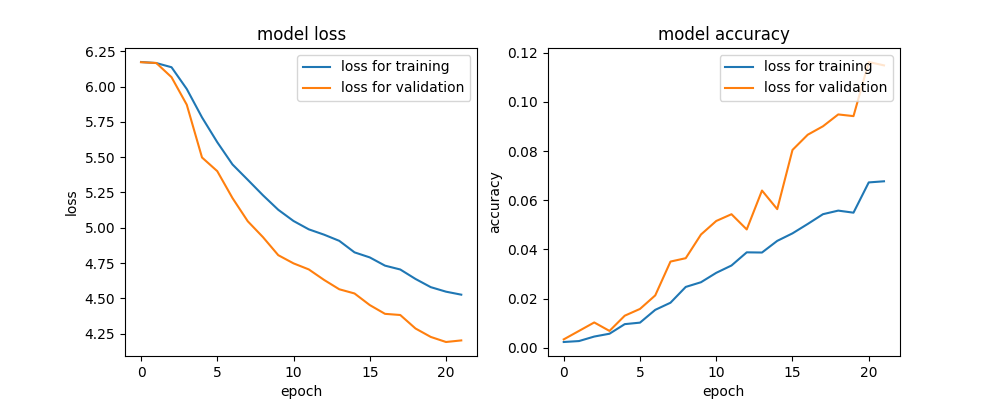 model loss
6.25
6.00
5.75
5.50
5.25
5.00
4.75
4.50
4.25
loss
loss for training
loss for validation
0 5 10 15 20
epoch
model accuracy
0.12
0.10
0.08
0.06
0.04
0.02
0.00
accuracy
loss for training
loss for validation
0 5 10 15 20
epoch